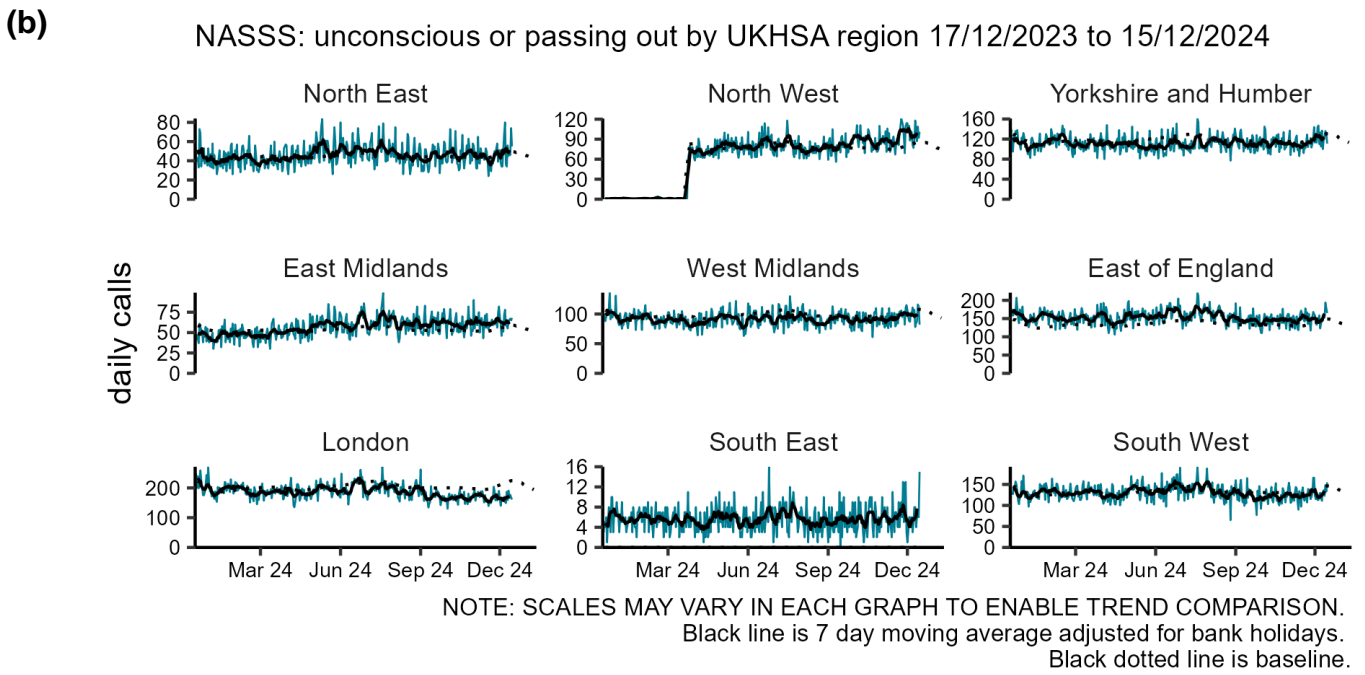 (b)
NASSS: unconscious or passing out by UKHSA region 17/12/2023 to 15/12/2024
daily calls
North East
80
60
40
20
0
North West
120
90
60
30
0
Yorkshire and Humber
160
120
80
40
0
East Midlands
75
50
25
0
West Midlands
100
50
0
East of England
200
150
100
50
0
London
200
100
0
Mar 24 Jun 24 Sep 24 Dec 24
South East
16
12
8
4
0
Mar 24 Jun 24 Sep 24 Dec 24
South West
150
100
50
0
Mar 24 Jun 24 Sep 24 Dec 24
NOTE: SCALES MAY VARY IN EACH GRAPH TO ENABLE TREND COMPARISON.
Black line is 7 day moving average adjusted for bank holidays.
Black dotted line is baseline.